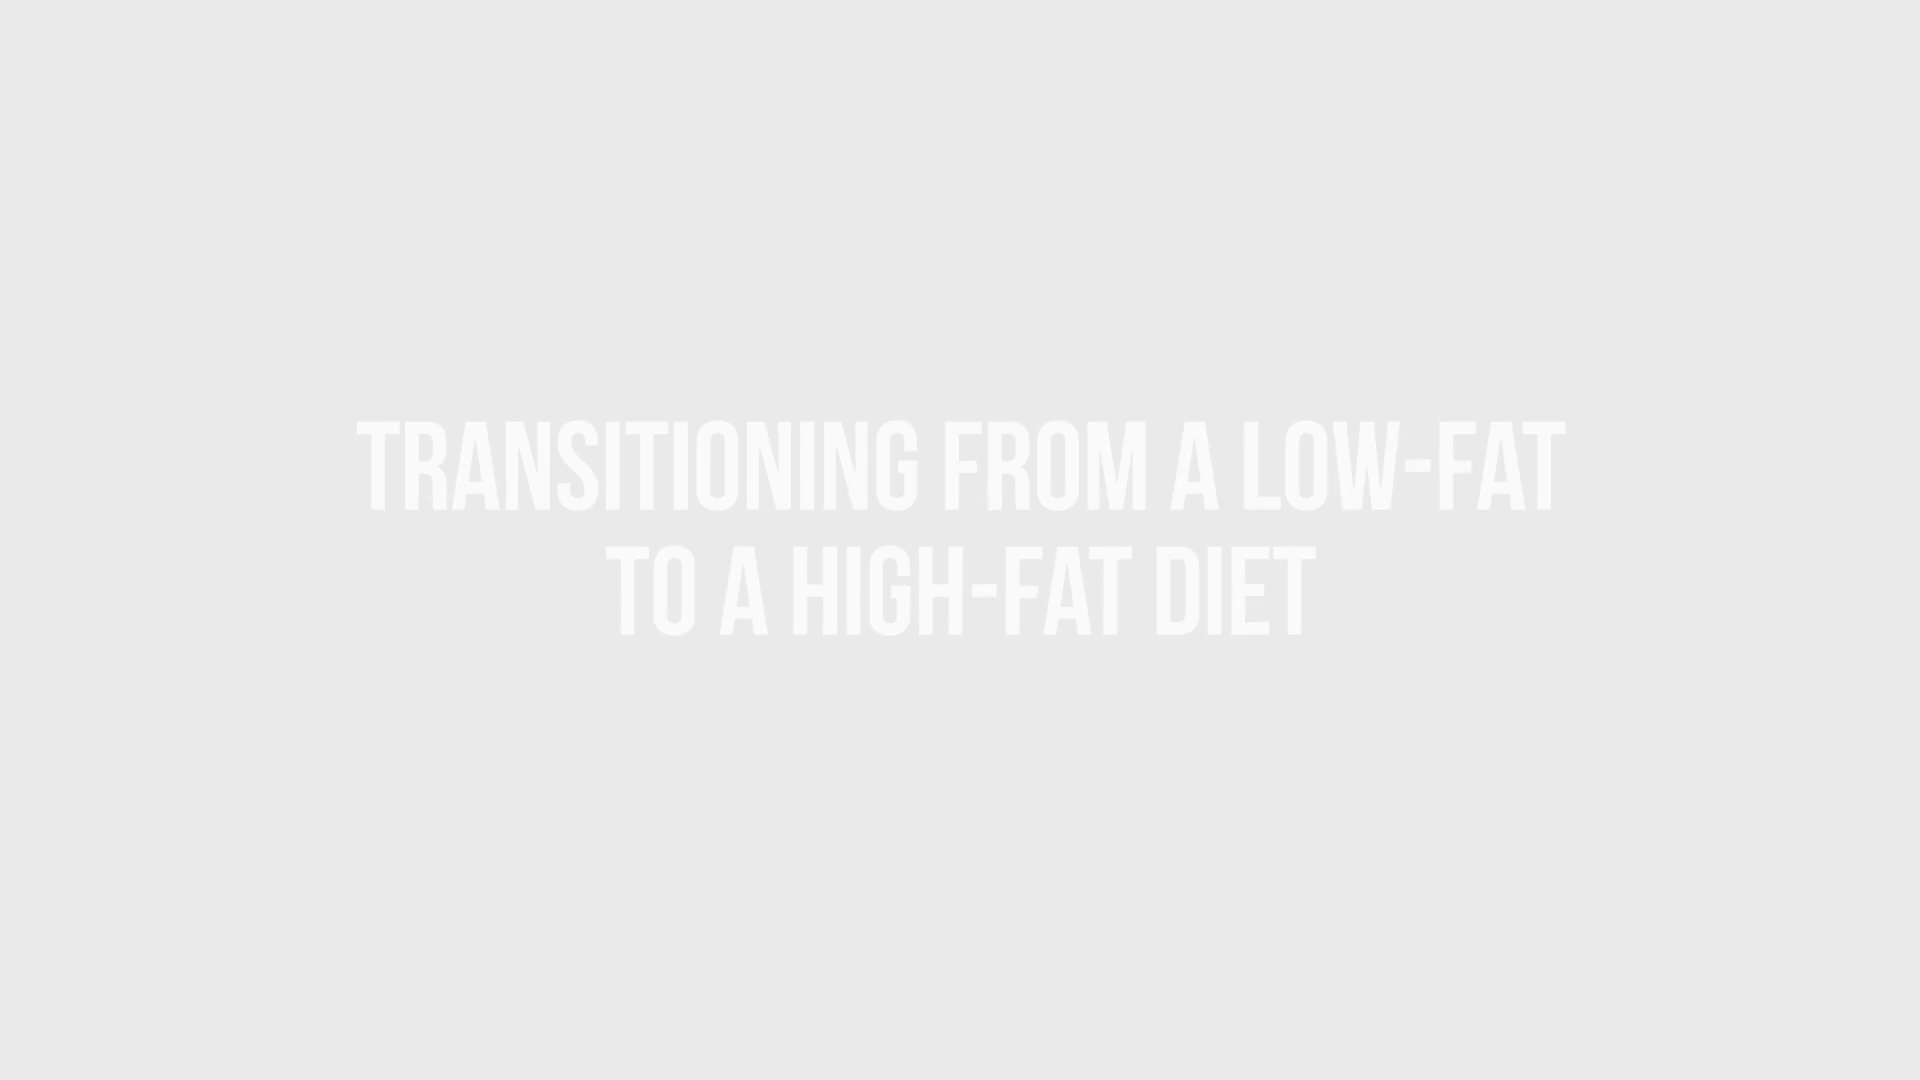 TRANSITIONING FROM A LOW-FAT
TO A HIGH-FAT DIET